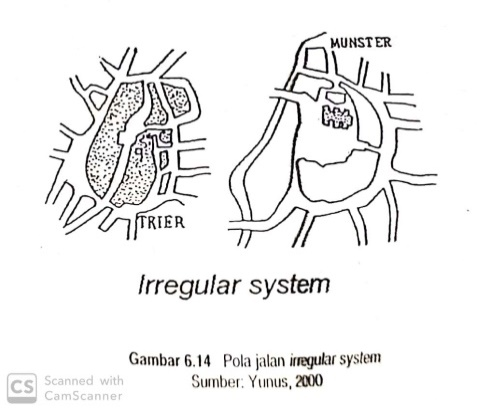 MUNSTER
TRIER
Irregular system
Gambar 6.14 Pola jalan irregular system
Sumber: Yunus, 2000
CS Scanned with
CamScanner